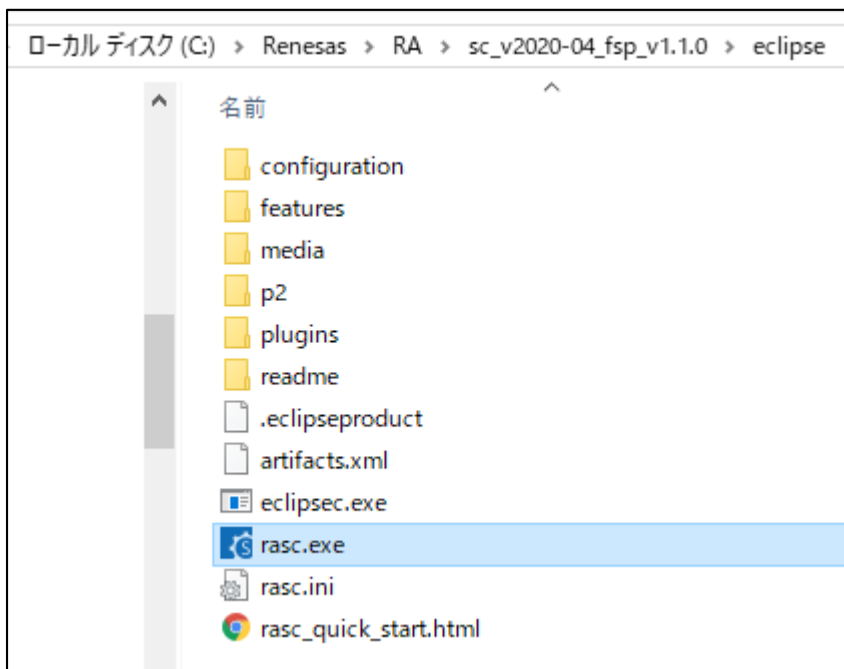 ローカル ディスク (C:) > Renesas > RA > sc_v2020-04_fsp_v1.1.0 > eclipse
名前
configuration
features
media
p2
plugins
readme
.eclipseproduct
artifacts.xml
eclipsec.exe
rasc.exe
rasc.ini
rasc_quick_start.html